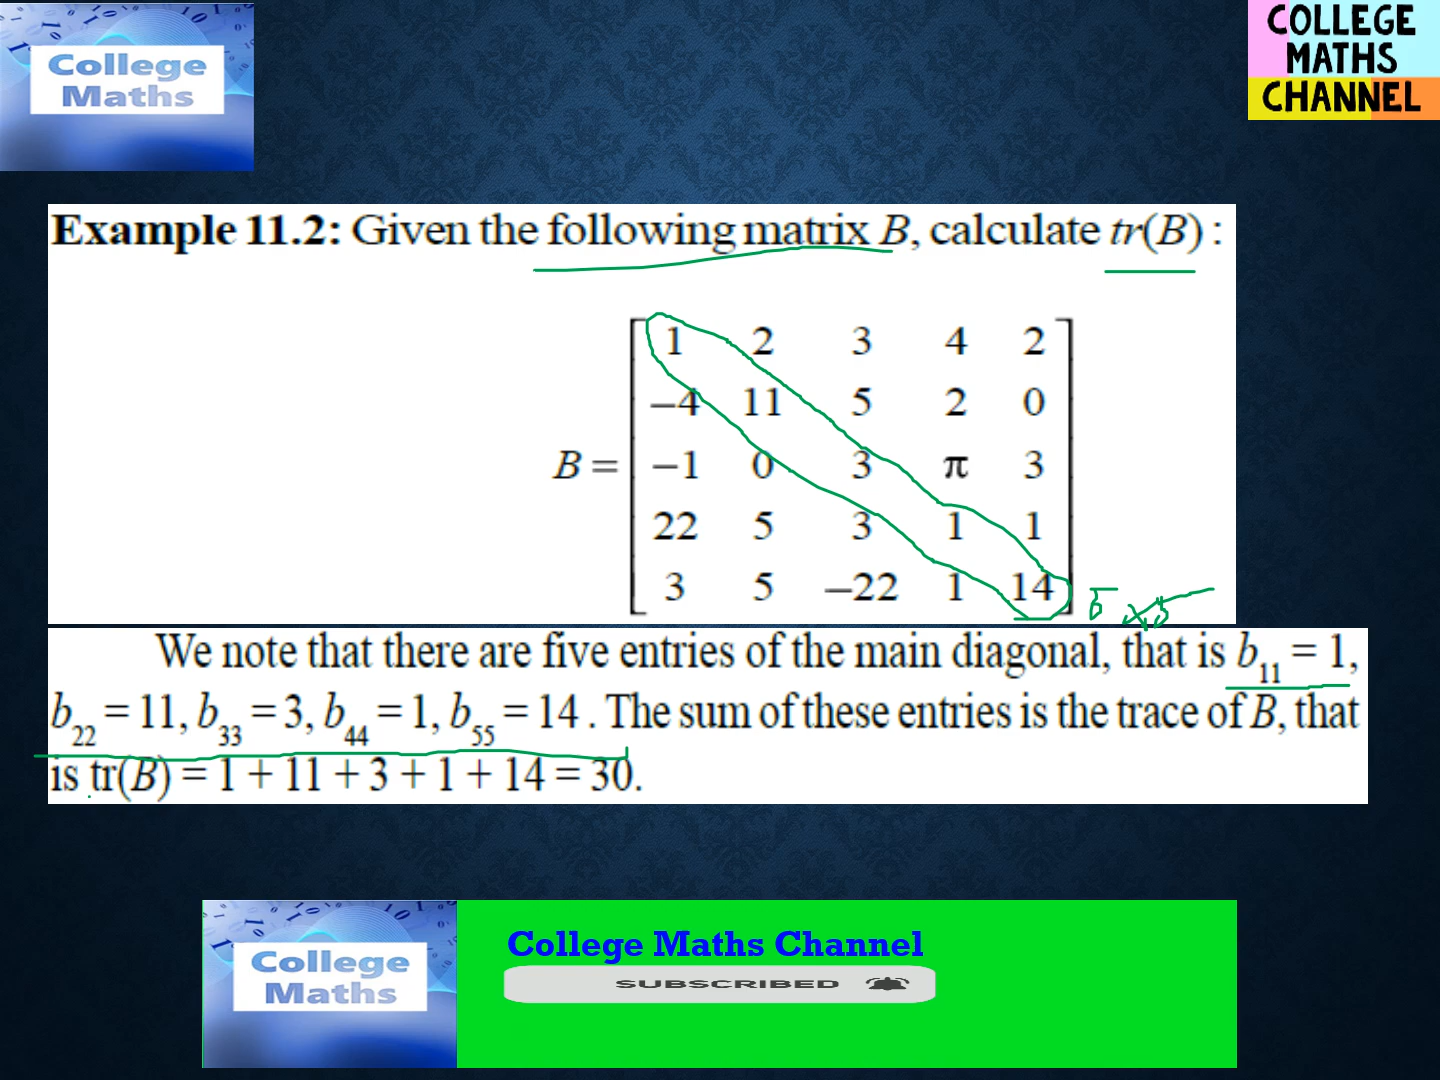 College
Maths
COLLEGE
MATHS
CHANNEL
Example 11.2: Given the following matrix B, calculate tr(B) :
1 2 3 4 2
−4 11 5 2 0
B = −1 0 3 π 3
22 5 3 1 1
3 5 −22 1 14
We note that there are five entries of the main diagonal, that is b₁₁ = 1,
b₂₂ = 11, b₃₃ = 3, b₄₄ = 1, b₅₅ = 14 . The sum of these entries is the trace of B, that
is tr(B) = 1 + 11 + 3 + 1 + 14 = 30.
College
Maths
College Maths Channel
SUBSCRIBED